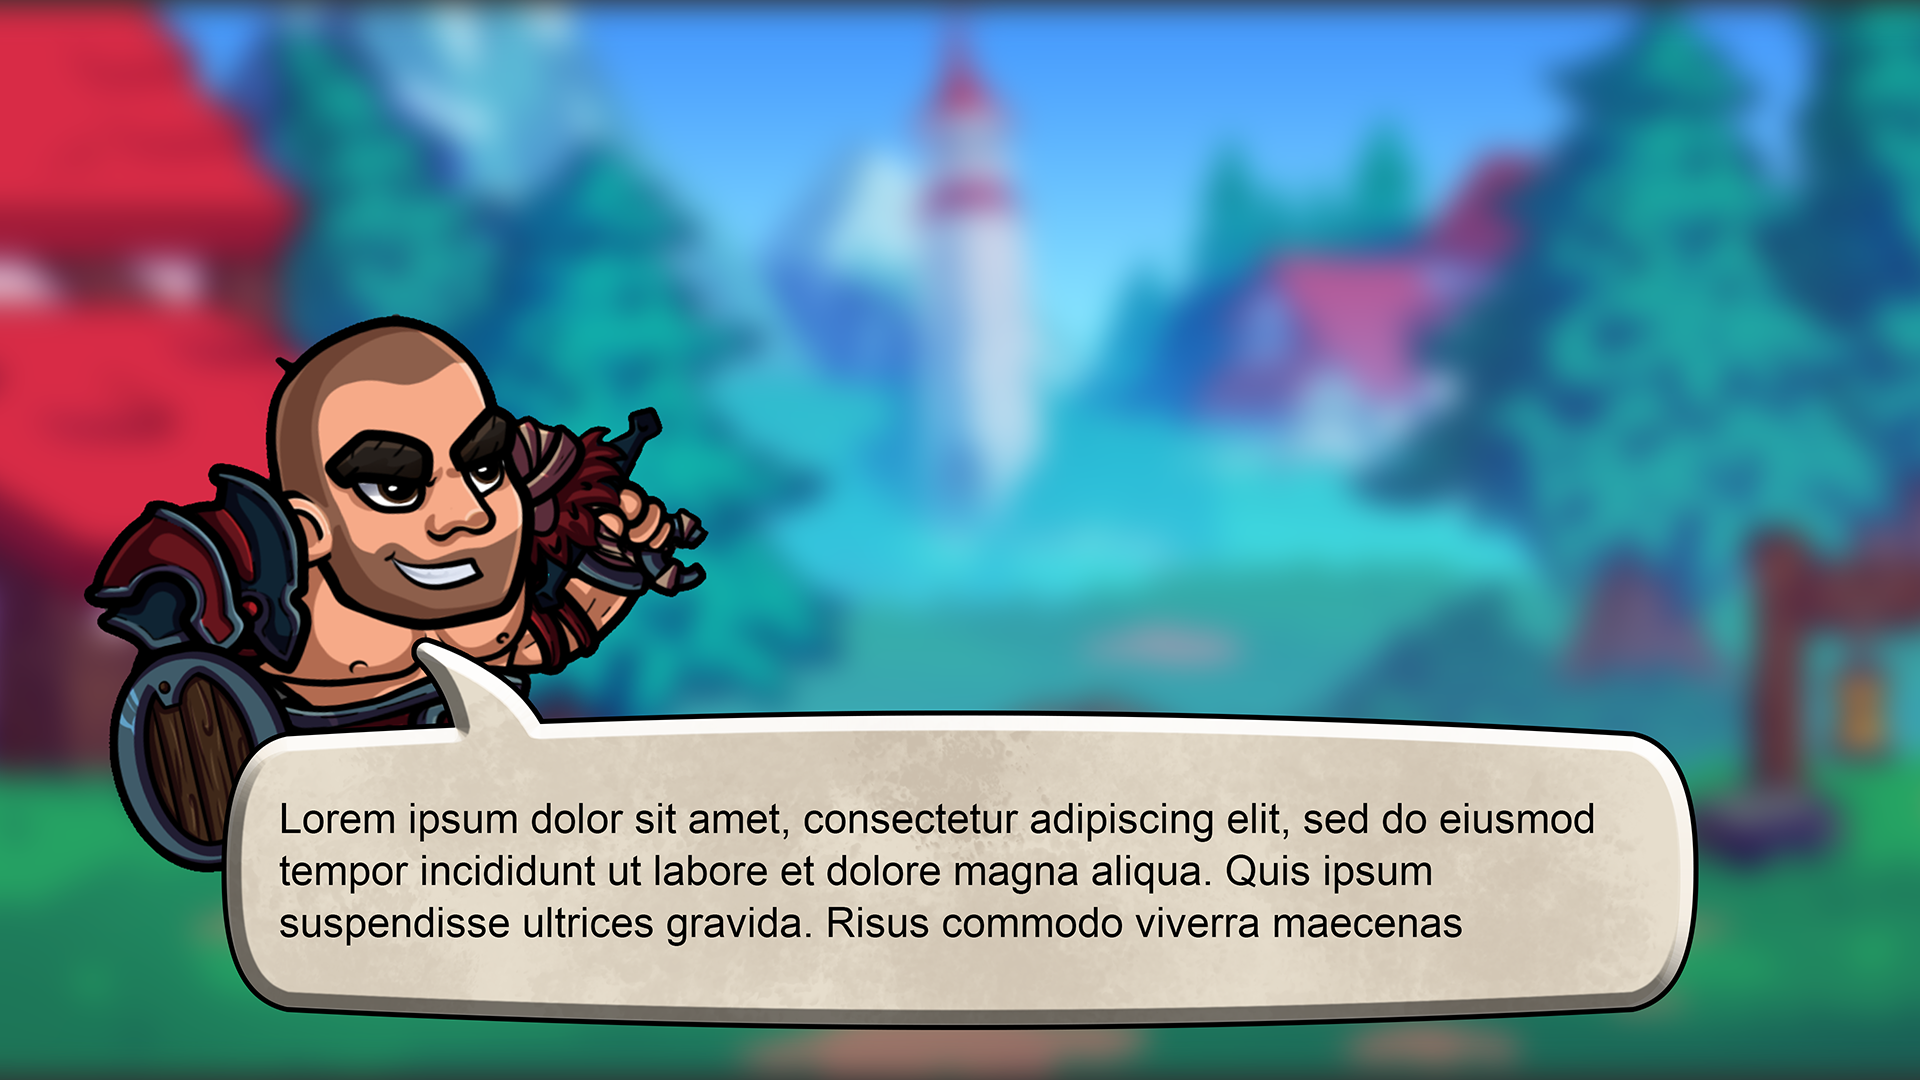 Lorem ipsum dolor sit amet, consectetur adipiscing elit, sed do eiusmod
tempor incididunt ut labore et dolore magna aliqua. Quis ipsum
suspendisse ultrices gravida. Risus commodo viverra maecenas